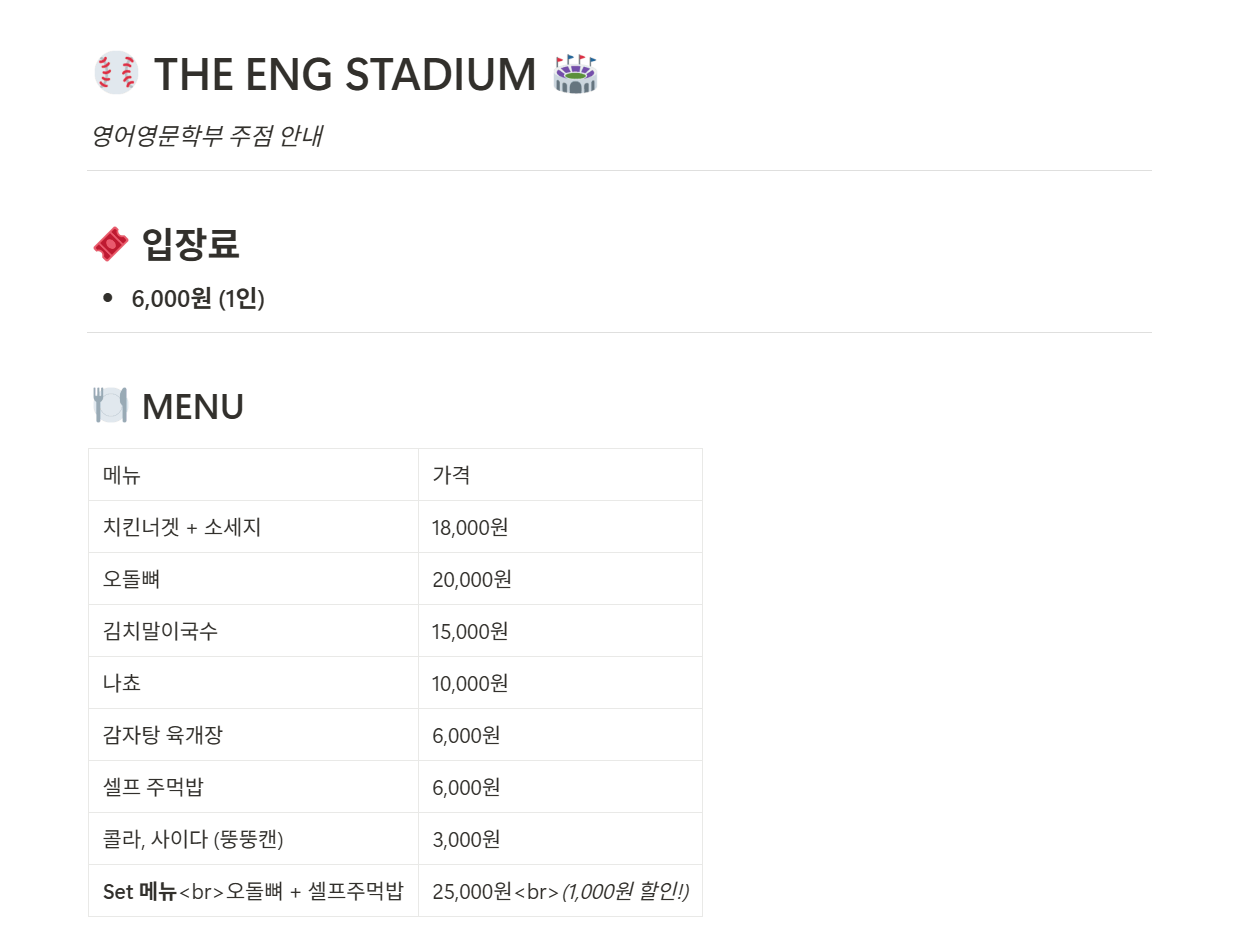 THE ENG STADIUM
영어영문학부 주점 안내
입장료
• 6,000원 (1인)
MENU
메뉴 가격
치킨너겟 + 소세지 18,000원
오돌뼈 20,000원
김치말이국수 15,000원
나쵸 10,000원
감자탕 육개장 6,000원
셀프 주먹밥 6,000원
콜라, 사이다 (뚱뚱캔) 3,000원
Set 메뉴<br>오돌뼈 + 셀프주먹밥 25,000원<br>(1,000원 할인!)